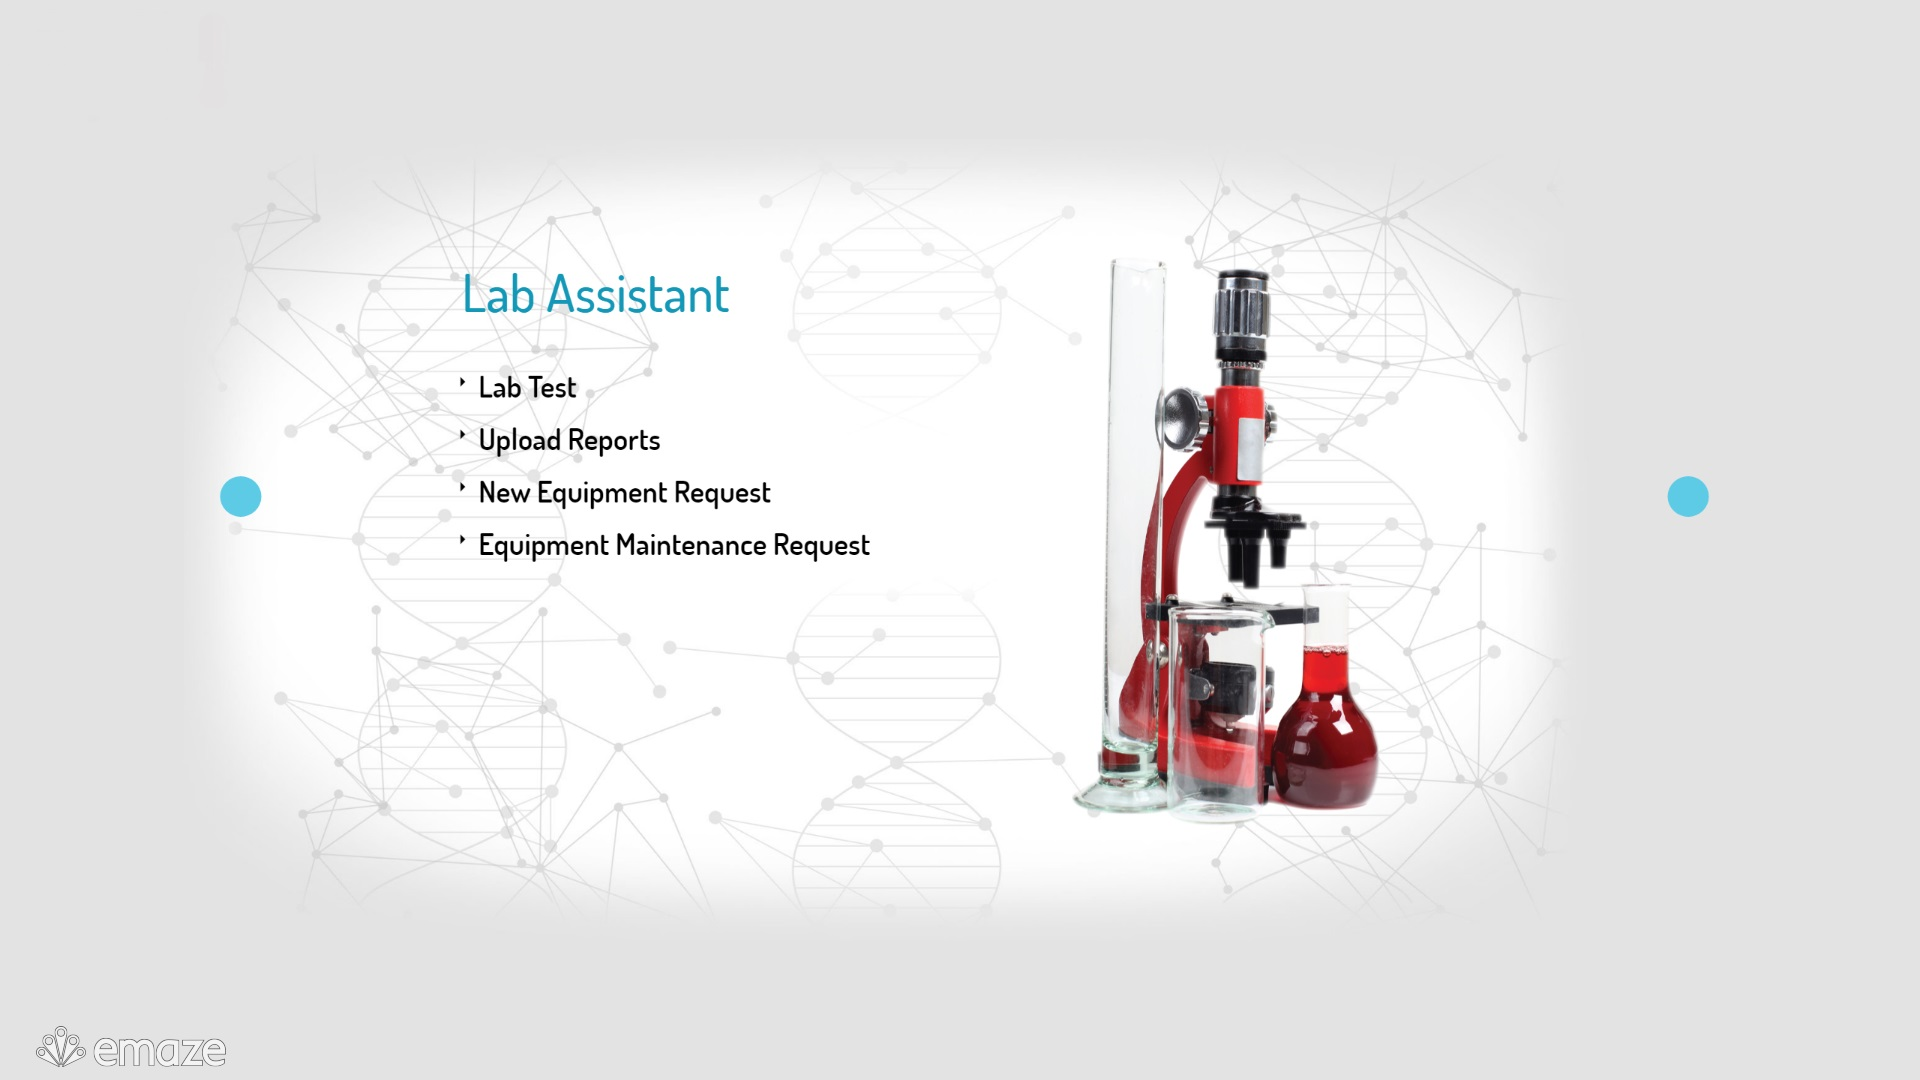 Lab Assistant
Lab Test
Upload Reports
New Equipment Request
Equipment Maintenance Request
emaze